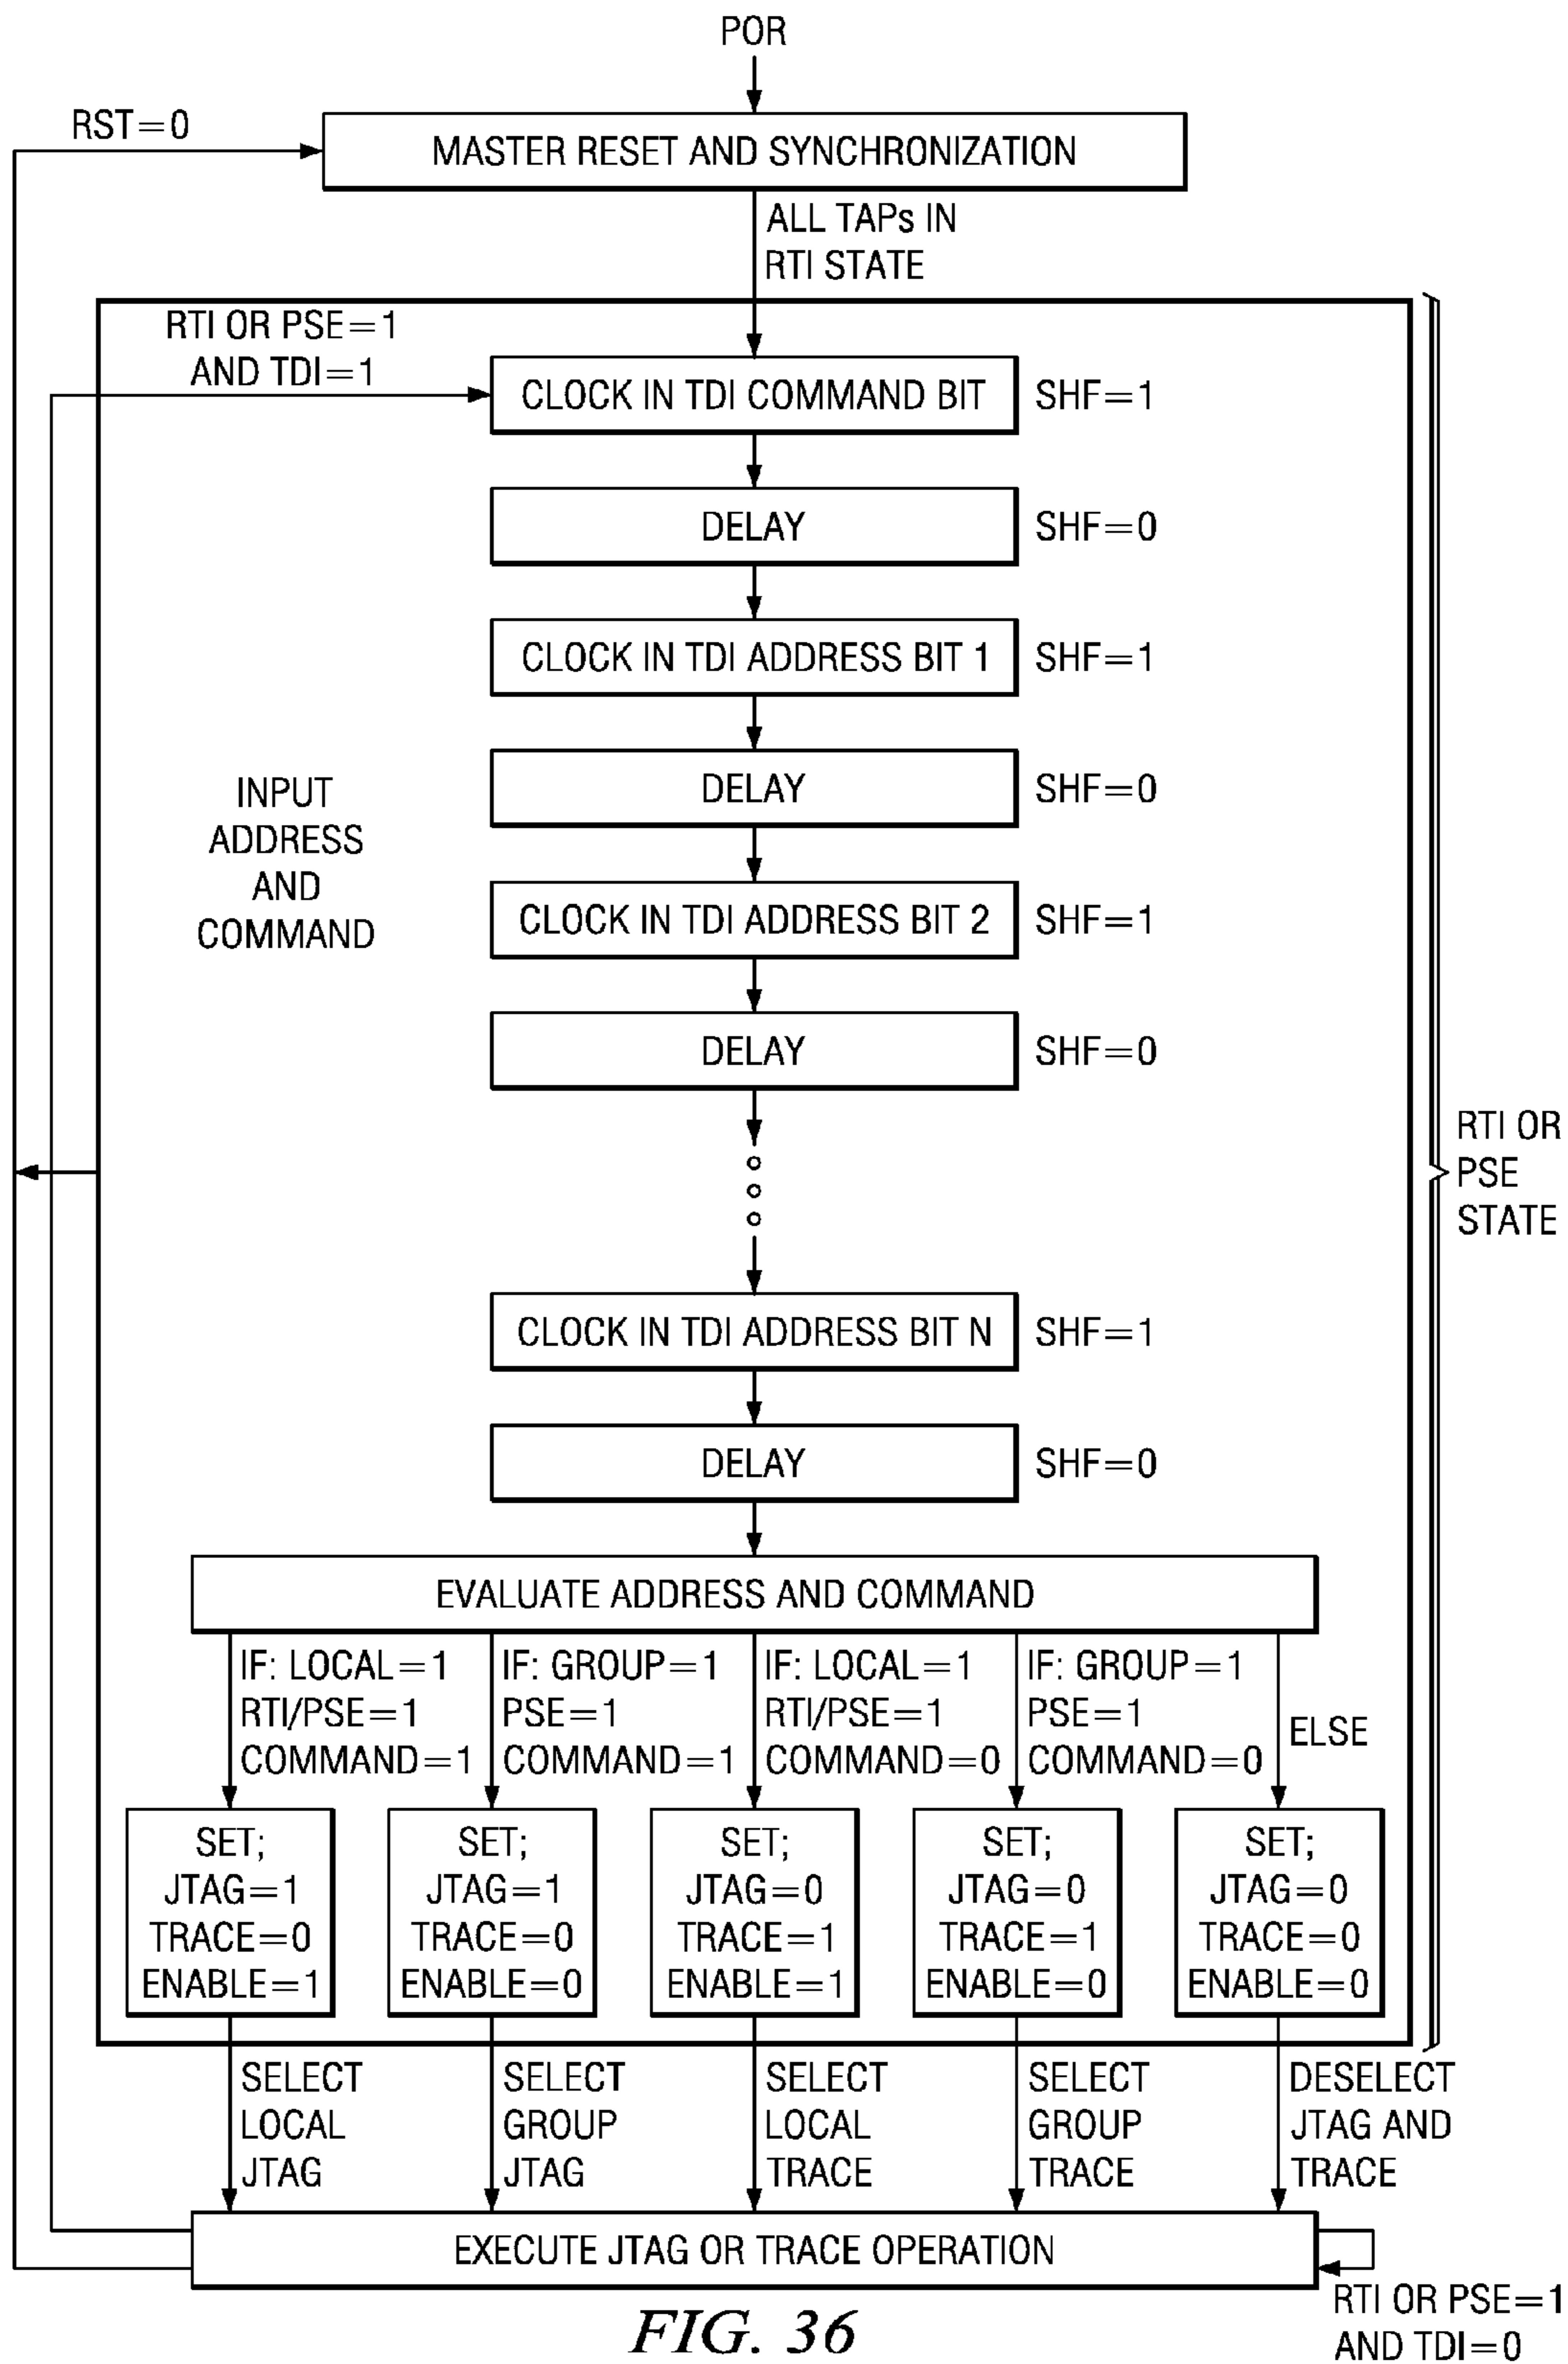 POR
RST=0
MASTER RESET AND SYNCHRONIZATION
ALL TAPs IN
RTI STATE
RTI OR PSE=1
AND TDI=1
CLOCK IN TDI COMMAND BIT
SHF=1
DELAY
SHF=0
CLOCK IN TDI ADDRESS BIT 1
SHF=1
DELAY
SHF=0
INPUT
ADDRESS
AND
COMMAND
CLOCK IN TDI ADDRESS BIT 2
SHF=1
DELAY
SHF=0
RTI OR
PSE
STATE
CLOCK IN TDI ADDRESS BIT N
SHF=1
DELAY
SHF=0
EVALUATE ADDRESS AND COMMAND
IF: LOCAL=1
RTI/PSE=1
COMMAND=1
IF: GROUP=1
PSE=1
COMMAND=1
IF: LOCAL=1
RTI/PSE=1
COMMAND=0
IF: GROUP=1
PSE=1
COMMAND=0
ELSE
SET;
JTAG=1
TRACE=0
ENABLE=1
SET;
JTAG=1
TRACE=0
ENABLE=0
SET;
JTAG=0
TRACE=1
ENABLE=1
SET;
JTAG=0
TRACE=1
ENABLE=0
SET;
JTAG=0
TRACE=0
ENABLE=0
SELECT
LOCAL
JTAG
SELECT
GROUP
JTAG
SELECT
LOCAL
TRACE
SELECT
GROUP
TRACE
DESELECT
JTAG AND
TRACE
EXECUTE JTAG OR TRACE OPERATION
RTI OR PSE=1
AND TDI=0
FIG. 36